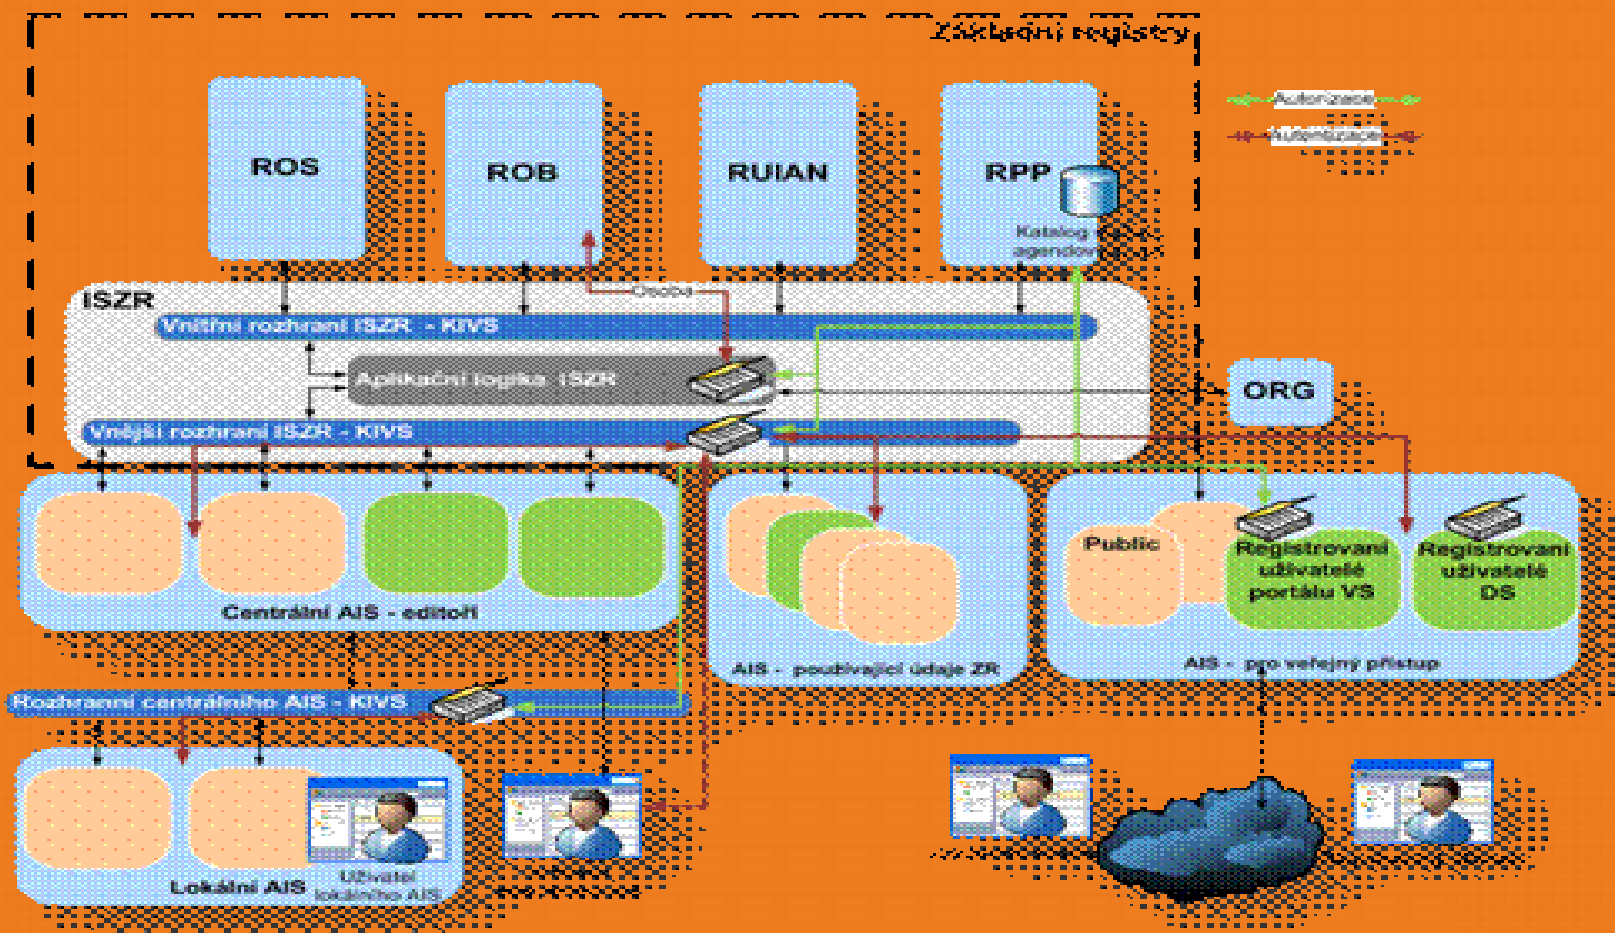 Základní registry
Autorizace
Autentizace
ROS
ROB
RUIAN
RPP
Katalog
agendov
ISZR
Osoba
Vnitřní rozhraní ISZR - KIVS
Aplikační logika ISZR
ORG
Vnější rozhraní ISZR - KIVS
Public
Registrovaní
uživatelé
portálu VS
Registrovaní
uživatelé
DS
Centrální AIS - editoři
AIS - používající údaje ZR
AIS - pro veřejný přístup
Rozhranní centrálního AIS - KIVS
Lokální AIS
Uživatel
lokálního AIS